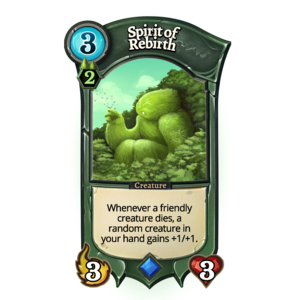 3
Spirit of
Rebirth
2
Creature
Whenever a friendly
creature dies, a
random creature in
your hand gains +1/+1.
3
3